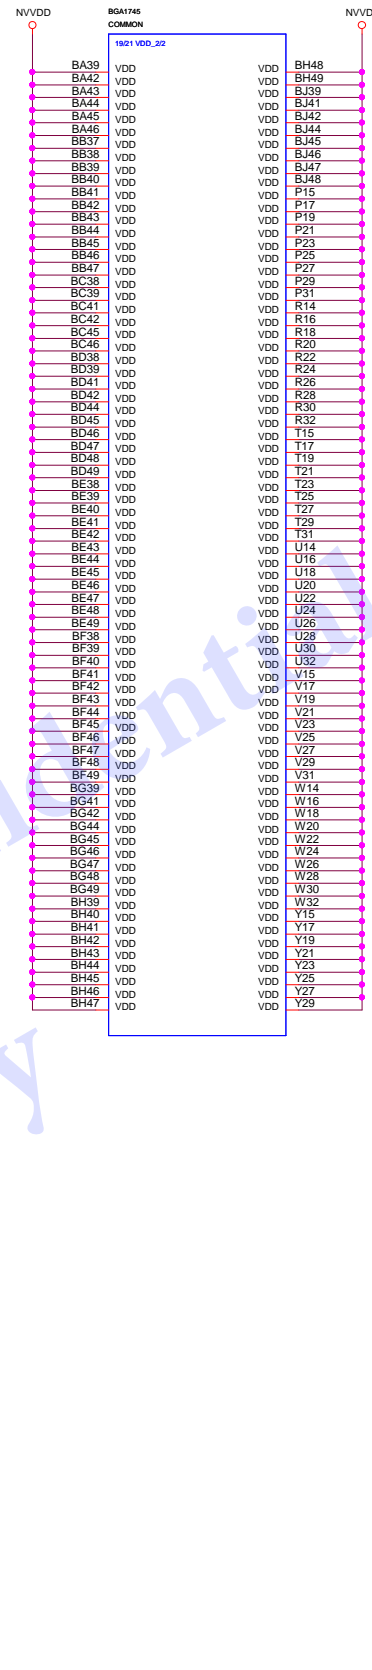 NVVDD BGA1745 NVVD
COMMON
19/21 VDD_2/2
BA39 VDD VDD BH48
BA42 VDD VDD BH49
BA43 VDD VDD BJ39
BA44 VDD VDD BJ41
BA45 VDD VDD BJ42
BA46 VDD VDD BJ44
BB37 VDD VDD BJ45
BB38 VDD VDD BJ46
BB39 VDD VDD BJ47
BB40 VDD VDD BJ48
BB41 VDD VDD P15
BB42 VDD VDD P17
BB43 VDD VDD P19
BB44 VDD VDD P21
BB45 VDD VDD P23
BB46 VDD VDD P25
BB47 VDD VDD P27
BC38 VDD VDD P29
BC39 VDD VDD P31
BC41 VDD VDD R14
BC42 VDD VDD R16
BC45 VDD VDD R18
BC46 VDD VDD R20
BD38 VDD VDD R22
BD39 VDD VDD R24
BD41 VDD VDD R26
BD42 VDD VDD R28
BD44 VDD VDD R30
BD45 VDD VDD R32
BD46 VDD VDD T15
BD47 VDD VDD T17
BD48 VDD VDD T19
BD49 VDD VDD T21
BE38 VDD VDD T23
BE39 VDD VDD T25
BE40 VDD VDD T27
BE41 VDD VDD T29
BE42 VDD VDD T31
BE43 VDD VDD U14
BE44 VDD VDD U16
BE45 VDD VDD U18
BE46 VDD VDD U20
BE47 VDD VDD U22
BE48 VDD VDD U24
BE49 VDD VDD U26
BF38 VDD VDD U28
BF39 VDD VDD U30
BF40 VDD VDD U32
BF41 VDD VDD V15
BF42 VDD VDD V17
BF43 VDD VDD V19
BF44 VDD VDD V21
BF45 VDD VDD V23
BF46 VDD VDD V25
BF47 VDD VDD V27
BF48 VDD VDD V29
BF49 VDD VDD V31
BG39 VDD VDD W14
BG41 VDD VDD W16
BG42 VDD VDD W18
BG44 VDD VDD W20
BG45 VDD VDD W22
BG46 VDD VDD W24
BG47 VDD VDD W26
BG48 VDD VDD W28
BG49 VDD VDD W30
BH39 VDD VDD W32
BH40 VDD VDD Y15
BH41 VDD VDD Y17
BH42 VDD VDD Y19
BH43 VDD VDD Y21
BH44 VDD VDD Y23
BH45 VDD VDD Y25
BH46 VDD VDD Y27
BH47 VDD VDD Y29
dential
y